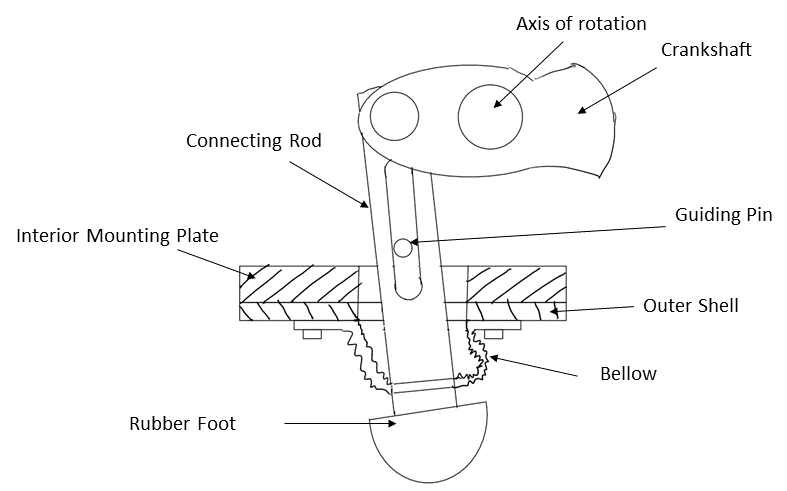 Axis of rotation
Crankshaft
Connecting Rod
Guiding Pin
Interior Mounting Plate
Outer Shell
Bellow
Rubber Foot